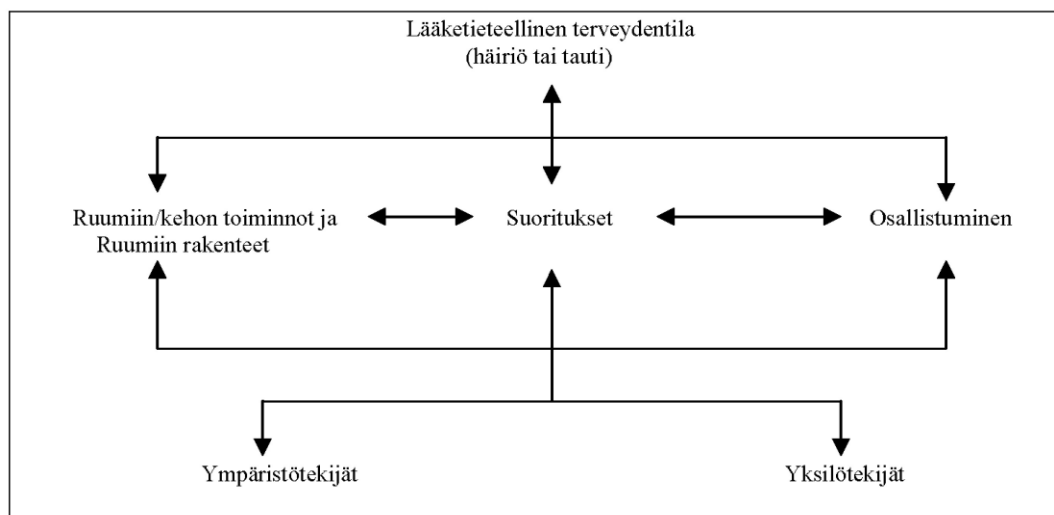 Lääketieteellinen terveydentila
(häiriö tai tauti)
Ruumiin/kehon toiminnot ja
Ruumiin rakenteet
Suoritukset
Osallistuminen
Ympäristötekijät
Yksilötekijät